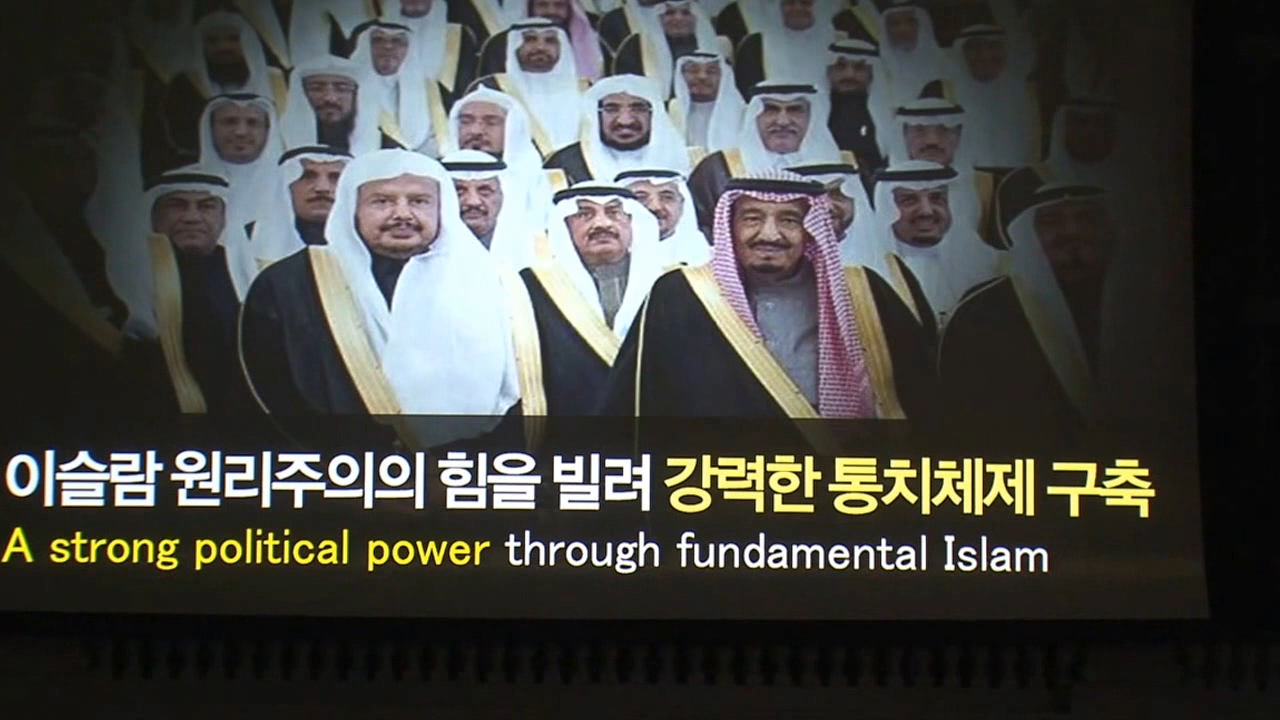 이슬람 원리주의의 힘을 빌려 강력한 통치체제 구축
A strong political power through fundamental Islam